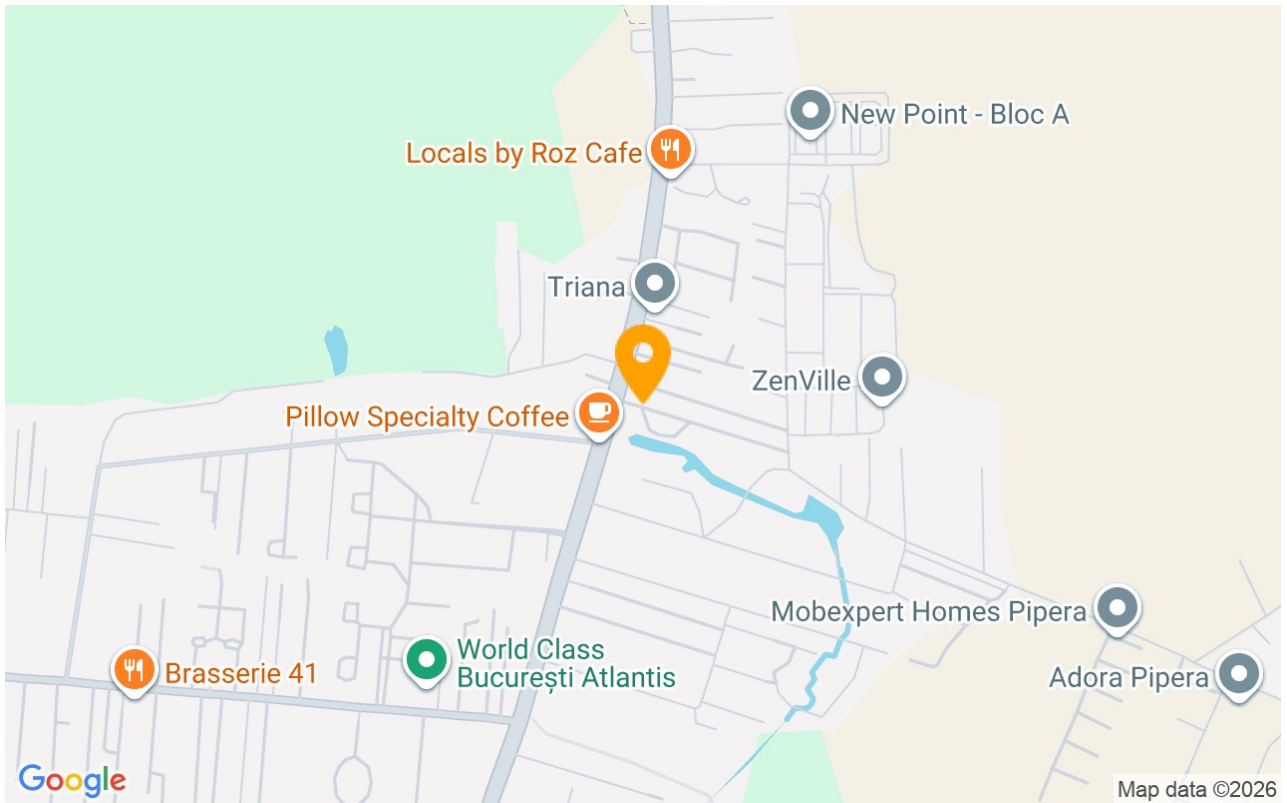 New Point - Bloc A
Locals by Roz Cafe
Triana
ZenVille
Pillow Specialty Coffee
Mobexpert Homes Pipera
World Class
București Atlantis
Brasserie 41
Adora Pipera
Google
Map data ©2026